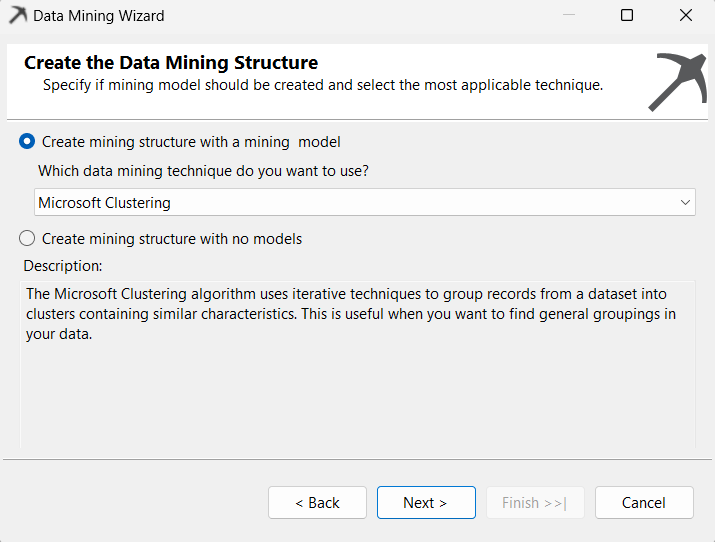 Data Mining Wizard
Create the Data Mining Structure
Specify if mining model should be created and select the most applicable technique.
Create mining structure with a mining  model
Which data mining technique do you want to use?
Microsoft Clustering
Create mining structure with no models
Description:
The Microsoft Clustering algorithm uses iterative techniques to group records from a dataset into
clusters containing similar characteristics. This is useful when you want to find general groupings in
your data.
< Back
Next >
Finish >>|
Cancel